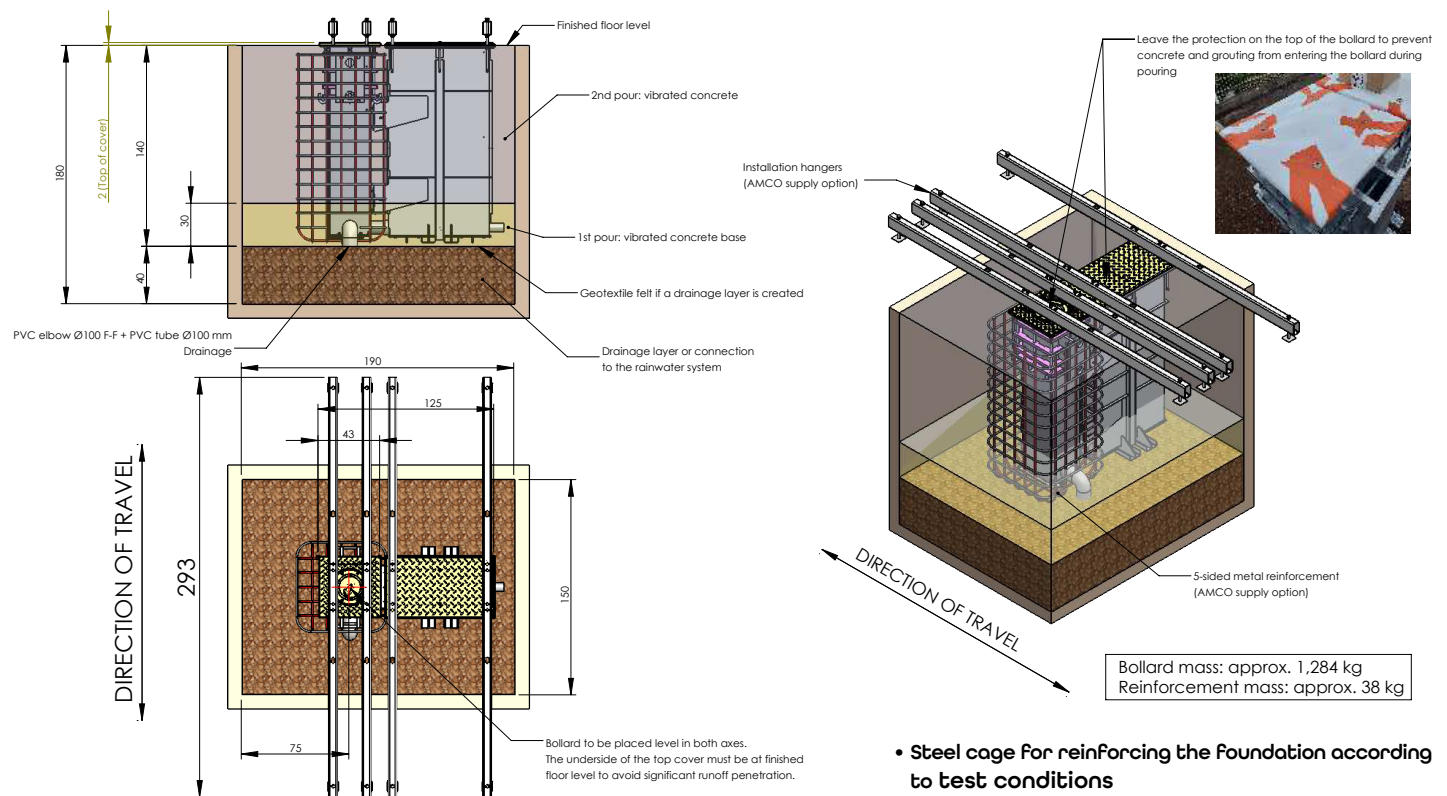 Finished floor level
2 (Top of cover)
180
140
30
40
2nd pour: vibrated concrete
1st pour: vibrated concrete base
Geotextile felt if a drainage layer is created
PVC elbow Ø100 F-F + PVC tube Ø100 mm
Drainage
Drainage layer or connection
to the rainwater system
190
125
43
DIRECTION OF TRAVEL
293
150
75
Bollard to be placed level in both axes.
The underside of the top cover must be at finished
floor level to avoid significant runoff penetration.
Leave the protection on the top of the bollard to prevent
concrete and grouting from entering the bollard during
pouring
Installation hangers
(AMCO supply option)
5-sided metal reinforcement
(AMCO supply option)
DIRECTION OF TRAVEL
Bollard mass: approx. 1,284 kg
Reinforcement mass: approx. 38 kg
• Steel cage for reinforcing the foundation according
to test conditions